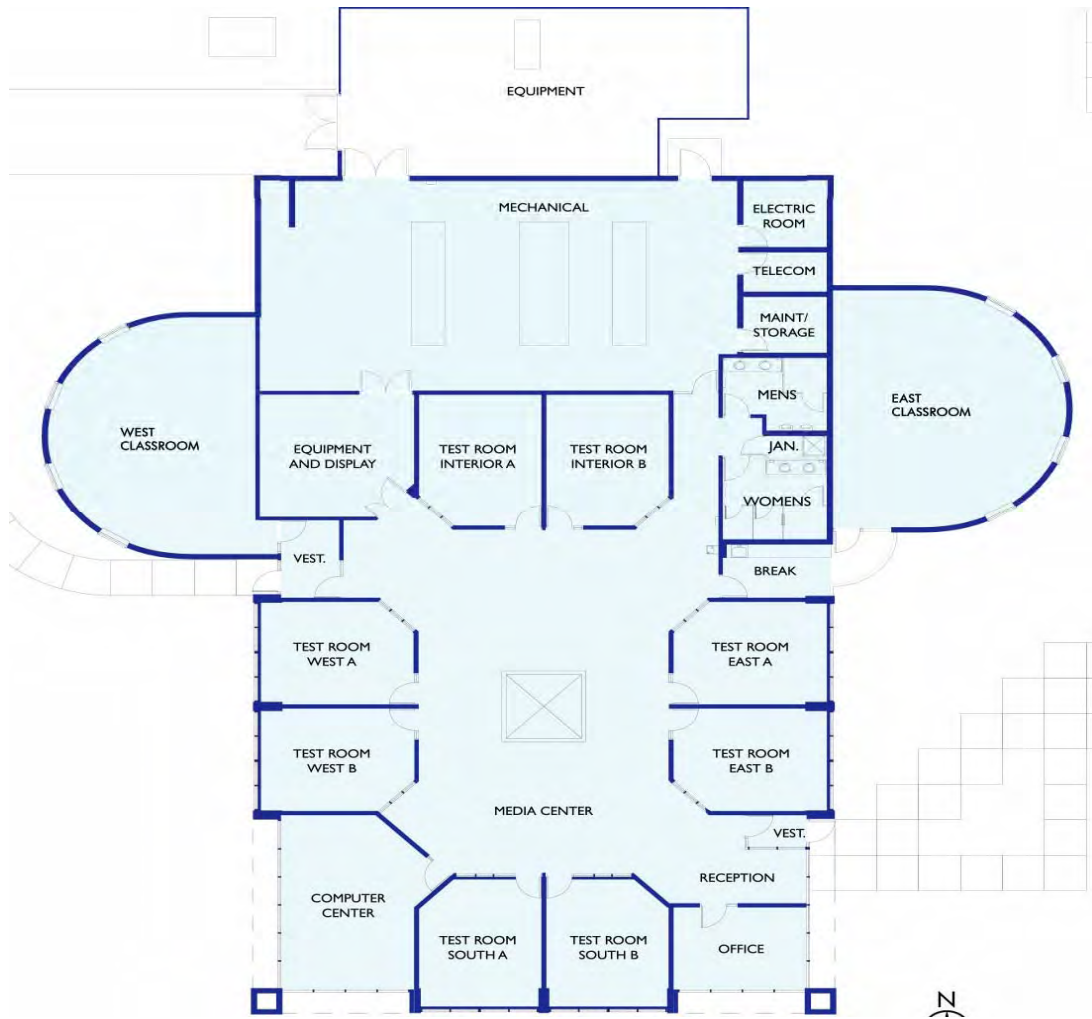 EQUIPMENT
MECHANICAL
ELECTRIC
ROOM
TELECOM
MAINT/
STORAGE
MENS
EAST
CLASSROOM
WEST
CLASSROOM
EQUIPMENT
AND DISPLAY
TEST ROOM
INTERIOR A
TEST ROOM
INTERIOR B
JAN.
WOMENS
VEST.
BREAK
TEST ROOM
WEST A
TEST ROOM
EAST A
TEST ROOM
WEST B
TEST ROOM
EAST B
MEDIA CENTER
VEST.
RECEPTION
COMPUTER
CENTER
TEST ROOM
SOUTH A
TEST ROOM
SOUTH B
OFFICE
N